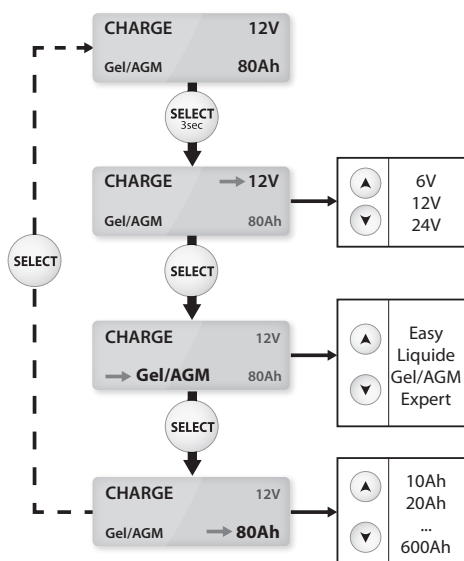 CHARGE 12V
Gel/AGM 80Ah
SELECT
3sec
CHARGE → 12V
Gel/AGM 80Ah
6V
12V
24V
SELECT
SELECT
CHARGE 12V
→ Gel/AGM 80Ah
Easy
Liquide
Gel/AGM
Expert
SELECT
CHARGE 12V
Gel/AGM → 80Ah
10Ah
20Ah
...
600Ah